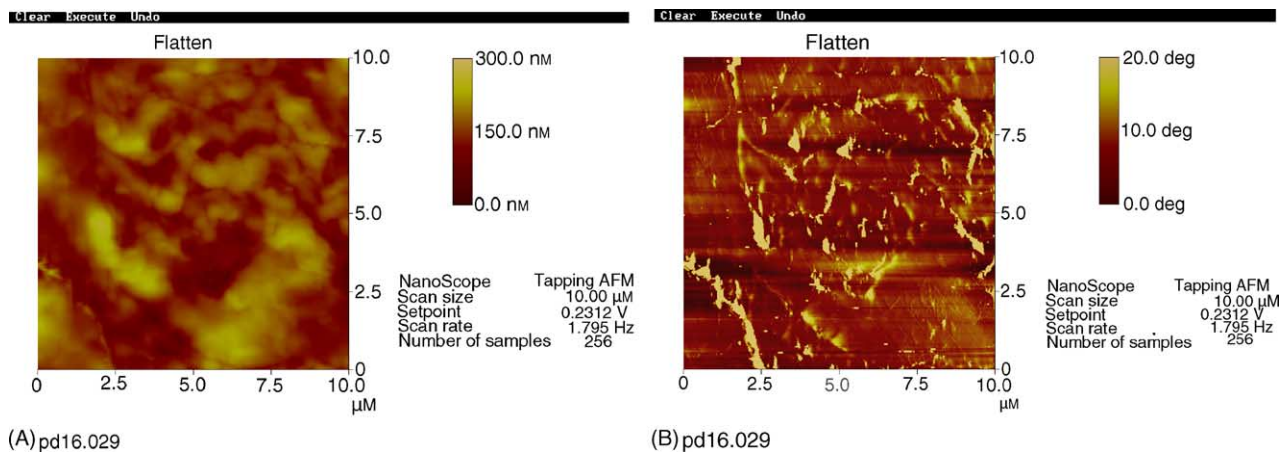 Clear Execute Undo
Flatten
300.0 nM
150.0 nM
0.0 nM
10.0
7.5
5.0
2.5
0
0 2.5 5.0 7.5 10.0
µM
NanoScope Tapping AFM
Scan size 10.00 µM
Setpoint 0.2312 V
Scan rate 1.795 Hz
Number of samples 256
(A) pd16.029
Clear Execute Undo
Flatten
20.0 deg
10.0 deg
0.0 deg
10.0
7.5
5.0
2.5
0
0 2.5 5.0 7.5 10.0
µM
NanoScope Tapping AFM
Scan size 10.00 µM
Setpoint 0.2312 V
Scan rate 1.795 Hz
Number of samples 256
(B) pd16.029